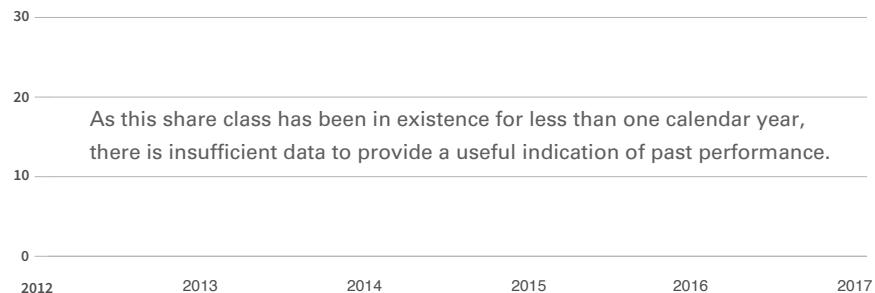 30
20
As this share class has been in existence for less than one calendar year,
there is insufficient data to provide a useful indication of past performance.
10
0
2012 2013 2014 2015 2016 2017